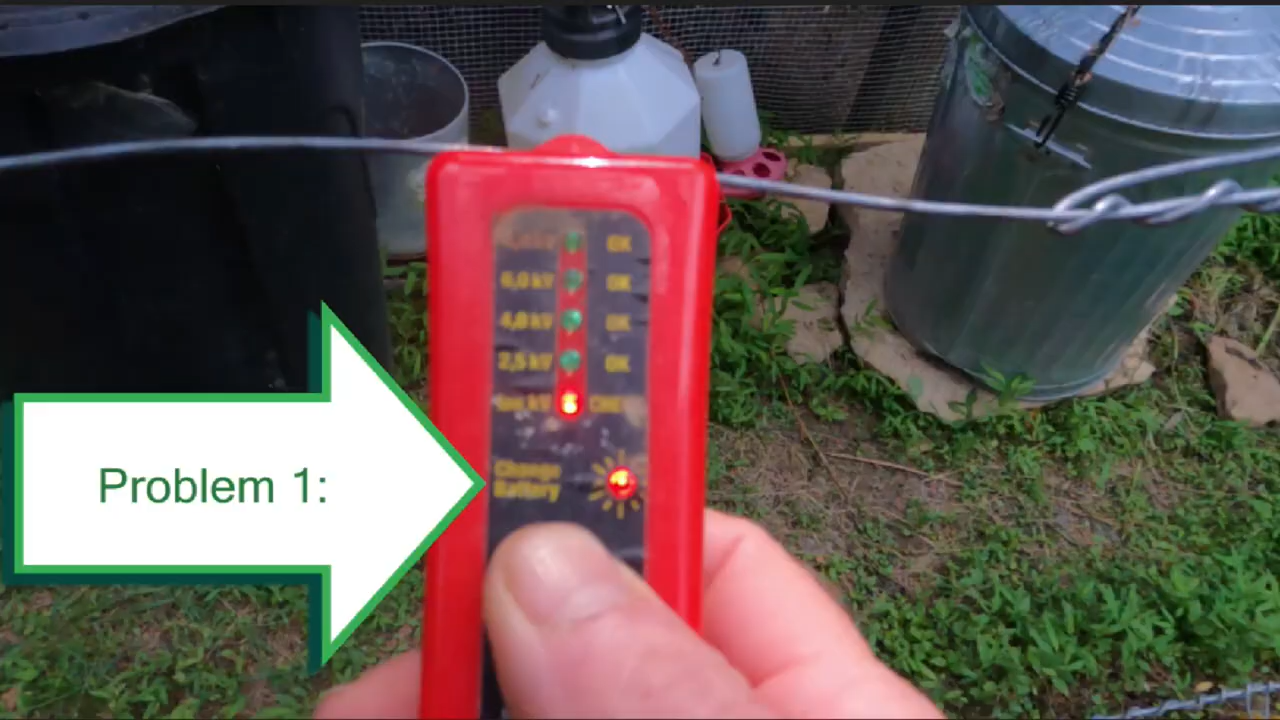 OK
6,0 kV OK
4,0 kV OK
2,5 kV OK
Problem 1:
Change
Battery